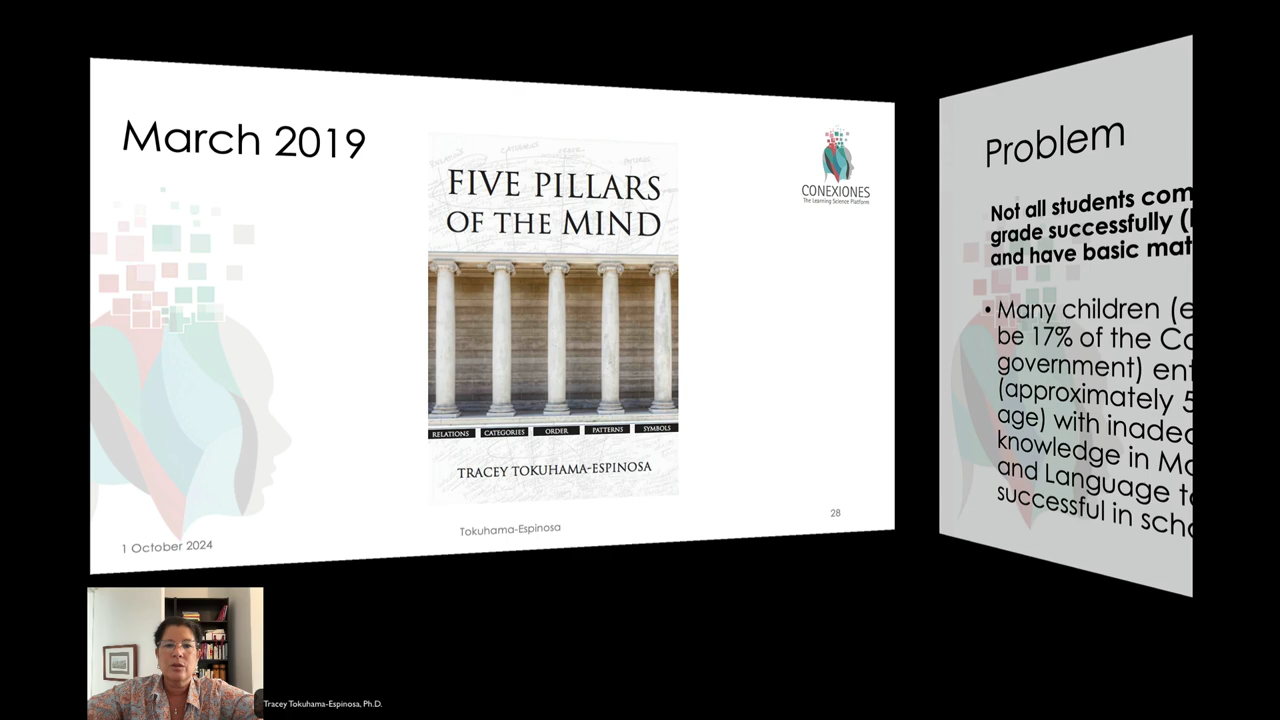 March 2019
CONEXIONES
The Learning Science Platform
FIVE PILLARS
OF THE MIND
RELATIONS
CATEGORIES
ORDER
PATTERNS
SYMBOLS
TRACEY TOKUHAMA-ESPINOSA
1 October 2024
Tokuhama-Espinosa
28
Problem
Not all students com
grade successfully (
and have basic mat
• Many children (e
be 17% of the Co
government) ent
(approximately 5
age) with inadec
knowledge in Ma
and Language to
successful in scho
Tracey Tokuhama-Espinosa, Ph.D.